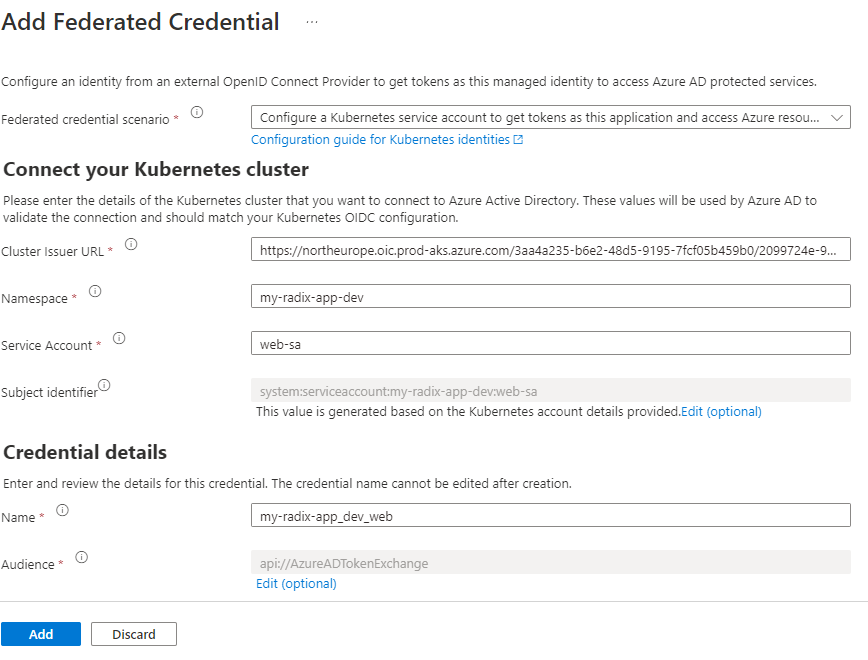 Add Federated Credential ...
Configure an identity from an external OpenID Connect Provider to get tokens as this managed identity to access Azure AD protected services.
Federated credential scenario *
Configure a Kubernetes service account to get tokens as this application and access Azure resou...
Configuration guide for Kubernetes identities
Connect your Kubernetes cluster
Please enter the details of the Kubernetes cluster that you want to connect to Azure Active Directory. These values will be used by Azure AD to
validate the connection and should match your Kubernetes OIDC configuration.
Cluster Issuer URL *
https://northeurope.oic.prod-aks.azure.com/3aa4a235-b6e2-48d5-9195-7fcf05b459b0/2099724e-9...
Namespace *
my-radix-app-dev
Service Account *
web-sa
Subject identifier
system:serviceaccount:my-radix-app-dev:web-sa
This value is generated based on the Kubernetes account details provided.Edit (optional)
Credential details
Enter and review the details for this credential. The credential name cannot be edited after creation.
Name *
my-radix-app_dev_web
Audience *
api://AzureADTokenExchange
Edit (optional)
Add
Discard